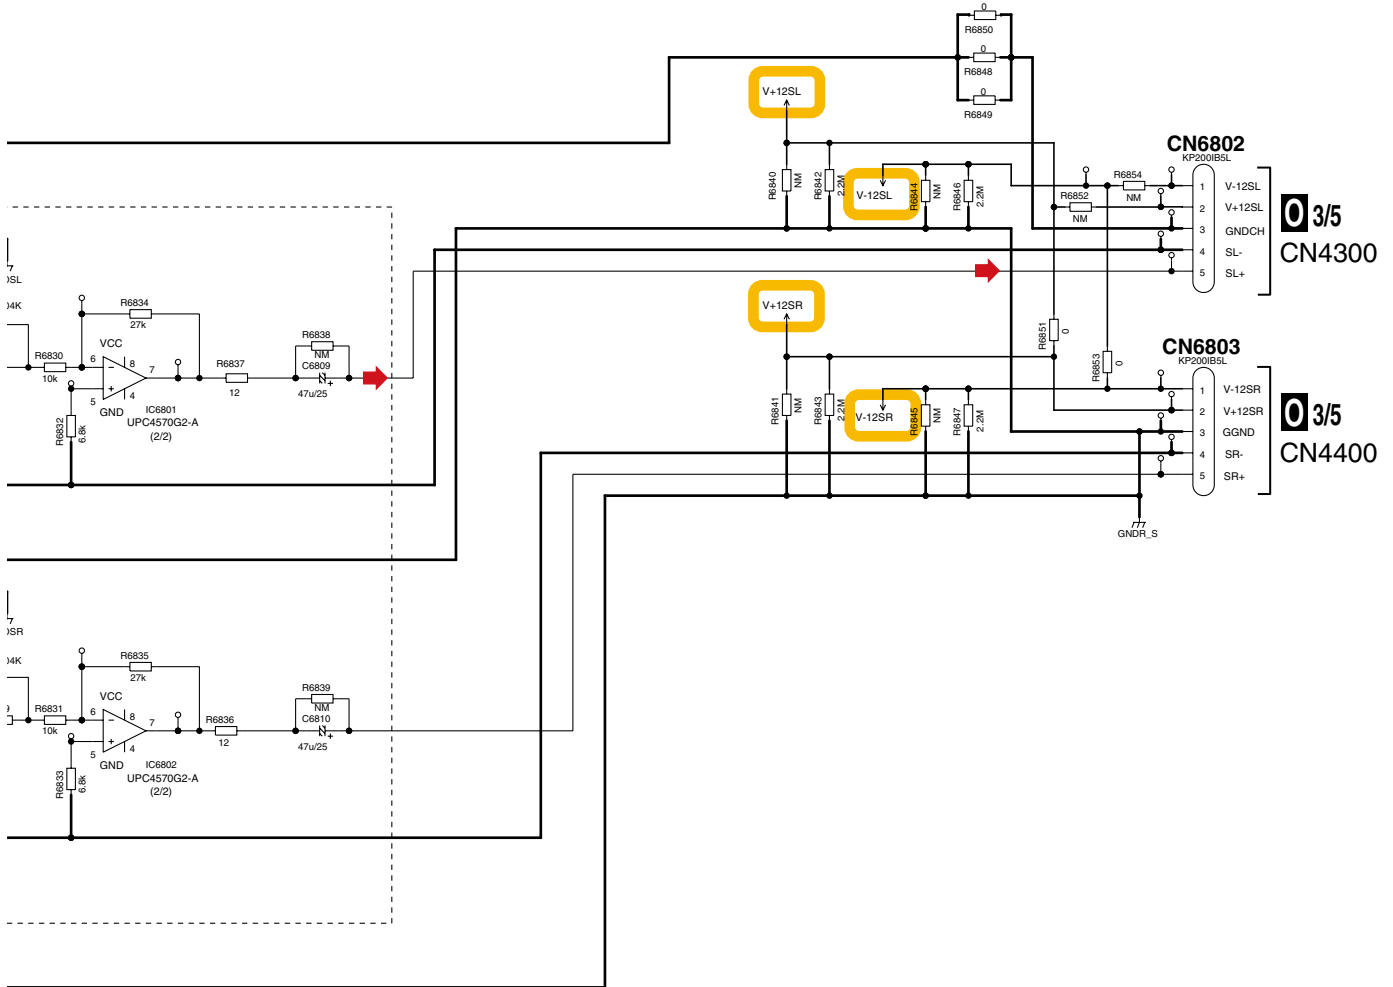 0
R6850
0
R6848
0
R6849
V+12SL
CN6802
KP200IB5L
R6840
NM
R6842
2.2M
V-12SL
R6844
NM
R6846
2.2M
R6854
NM
R6852
NM
1 V-12SL
2 V+12SL
3 GNDCH
4 SL-
5 SL+
O 3/5
CN4300
V+12SR
R6851
0
R6853
0
CN6803
KP200IB5L
R6841
NM
R6843
2.2M
V-12SR
R6845
NM
R6847
2.2M
1 V-12SR
2 V+12SR
3 GGND
4 SR-
5 SR+
O 3/5
CN4400
GNDR_S
R6834
27k
VCC
R6830
10k
6
8
7
5
4
GND
R6832
6.8k
IC6801
UPC4570G2-A
(2/2)
R6837
12
R6838
NM
C6809
+
47u/25
04K
R6835
27k
VCC
R6831
10k
6
8
7
5
4
GND
R6833
6.8k
IC6802
UPC4570G2-A
(2/2)
R6836
12
R6839
NM
C6810
+
47u/25